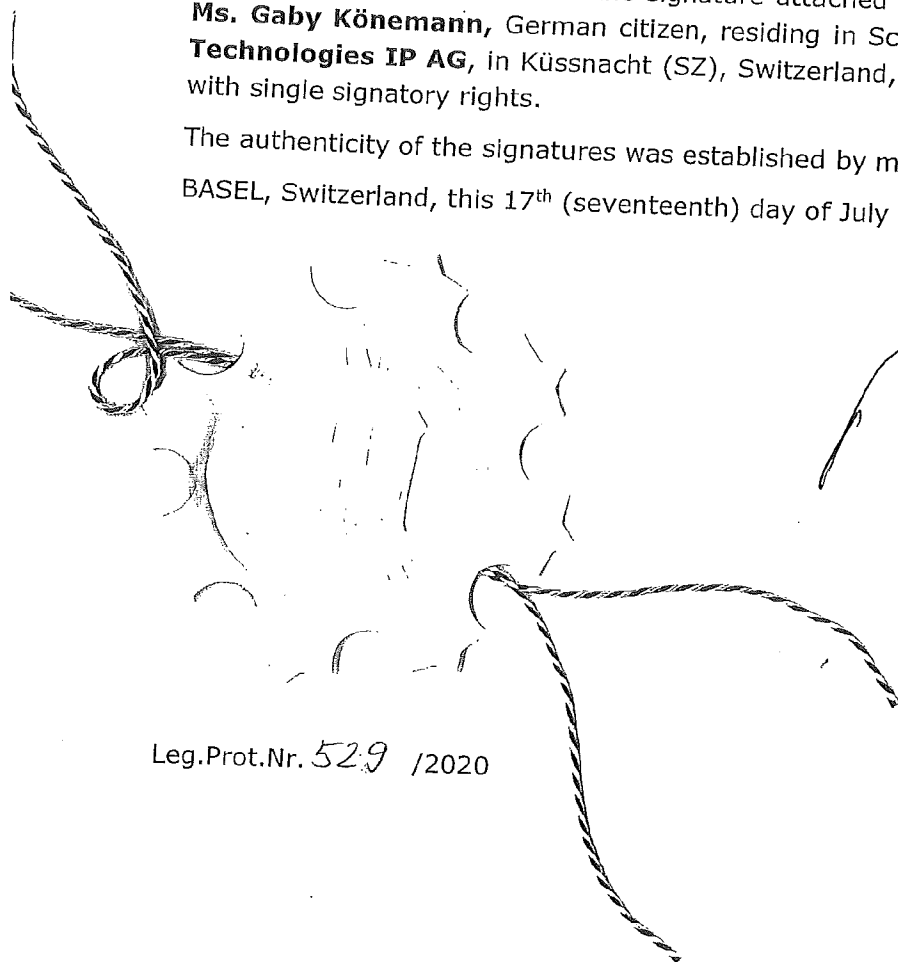 signature attached
Ms. Gaby Könemann, German citizen, residing in Sc
Technologies IP AG, in Küssnacht (SZ), Switzerland,
with single signatory rights.
The authenticity of the signatures was established by m
BASEL, Switzerland, this 17th (seventeenth) day of July
Leg.Prot.Nr. 529 /2020